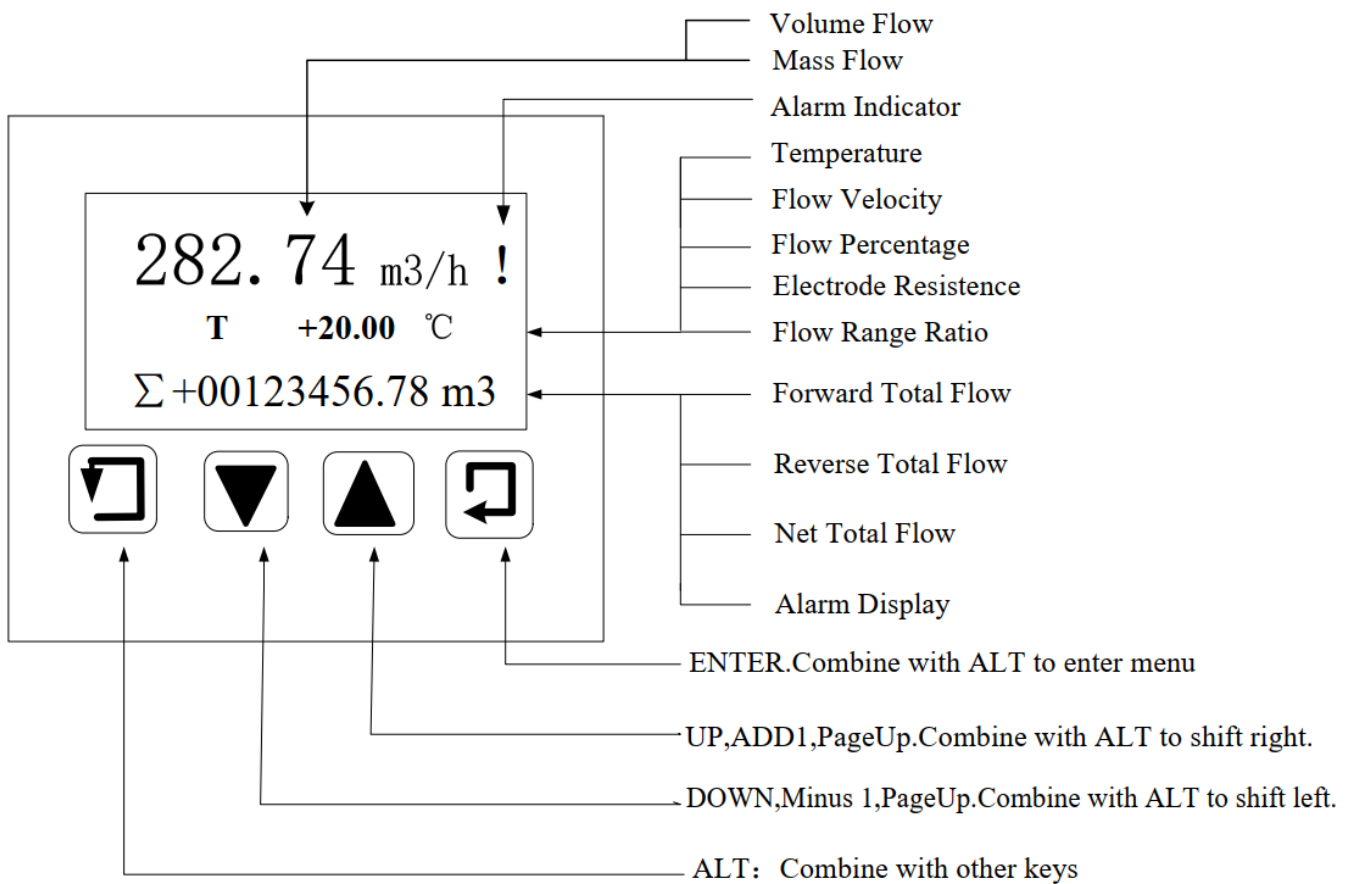 Volume Flow
Mass Flow
Alarm Indicator
Temperature
Flow Velocity
Flow Percentage
Electrode Resistence
Flow Range Ratio
Forward Total Flow
Reverse Total Flow
Net Total Flow
Alarm Display
282.74 m3/h !
T +20.00 ℃
Σ+00123456.78 m3
ENTER.Combine with ALT to enter menu
UP,ADD1,PageUp.Combine with ALT to shift right.
DOWN,Minus 1,PageUp.Combine with ALT to shift left.
ALT：Combine with other keys